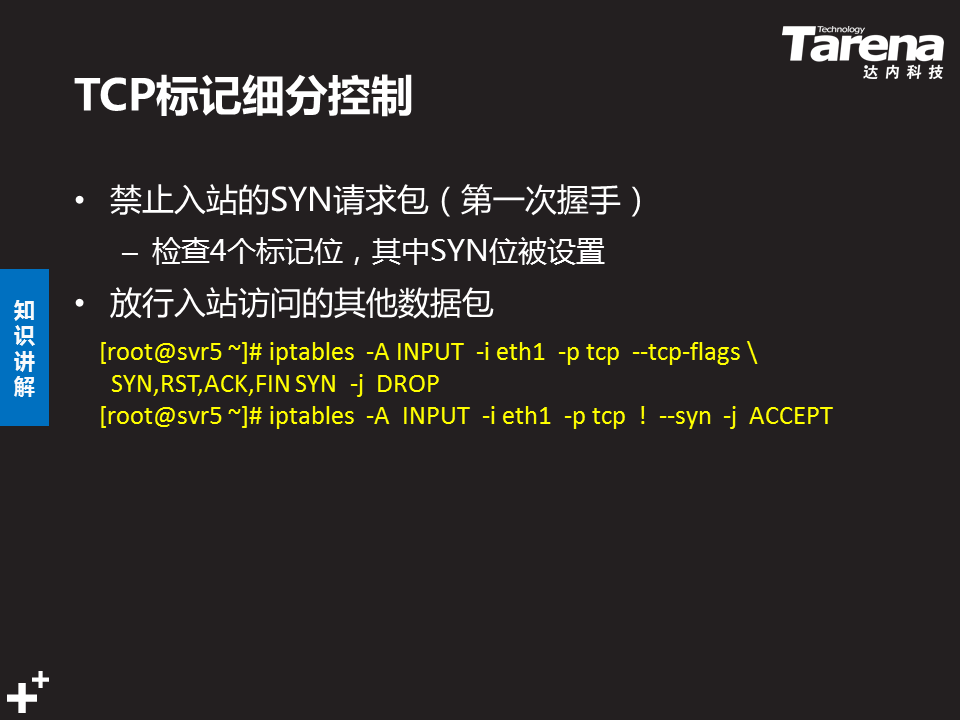 Technology
Tarena
达内科技
TCP标记细分控制
• 禁止入站的SYN请求包（第一次握手）
– 检查4个标记位，其中SYN位被设置
• 放行入站访问的其他数据包
知识讲解
[root@svr5 ~]# iptables -A INPUT -i eth1 -p tcp --tcp-flags \
SYN,RST,ACK,FIN SYN -j DROP
[root@svr5 ~]# iptables -A INPUT -i eth1 -p tcp ! --syn -j ACCEPT